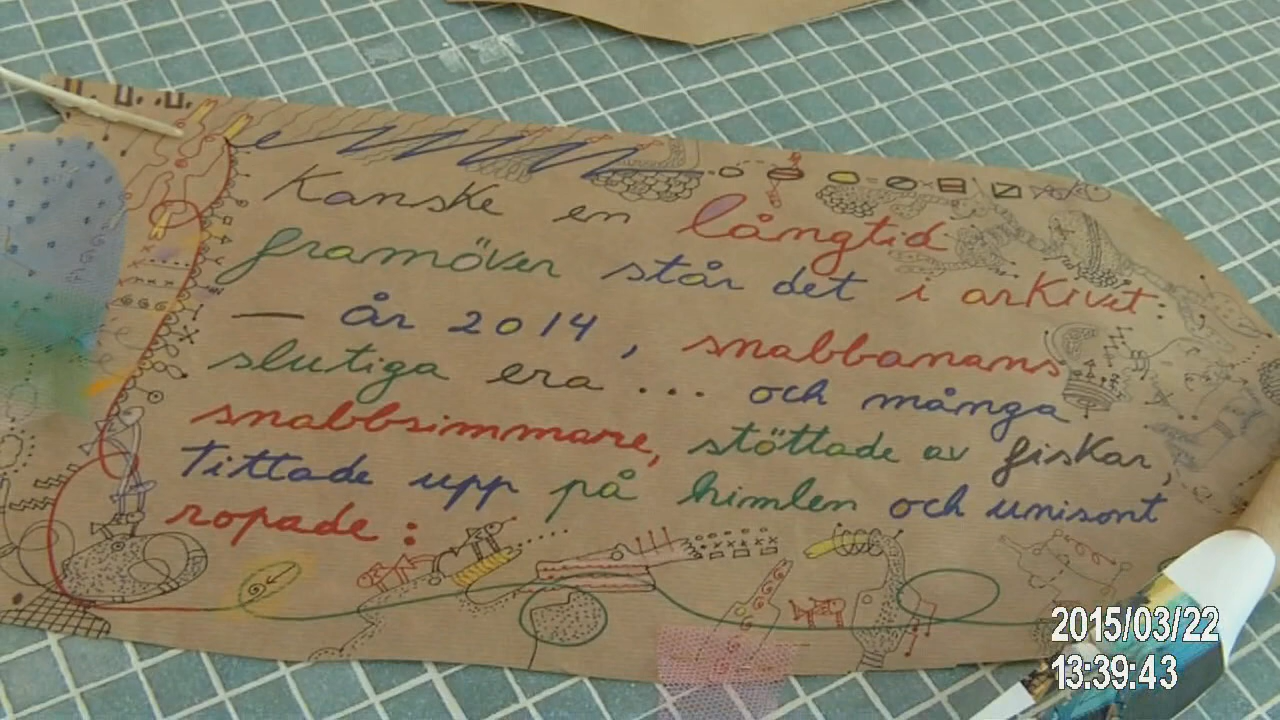 Kanske en långtid
framöver står det i arkivet:
— år 2014, snabbanans
slutiga era ... och många
snabbsimmare, stöttade av fiskar,
tittade upp på himlen och unisont
ropade:
2015/03/22
13:39:43